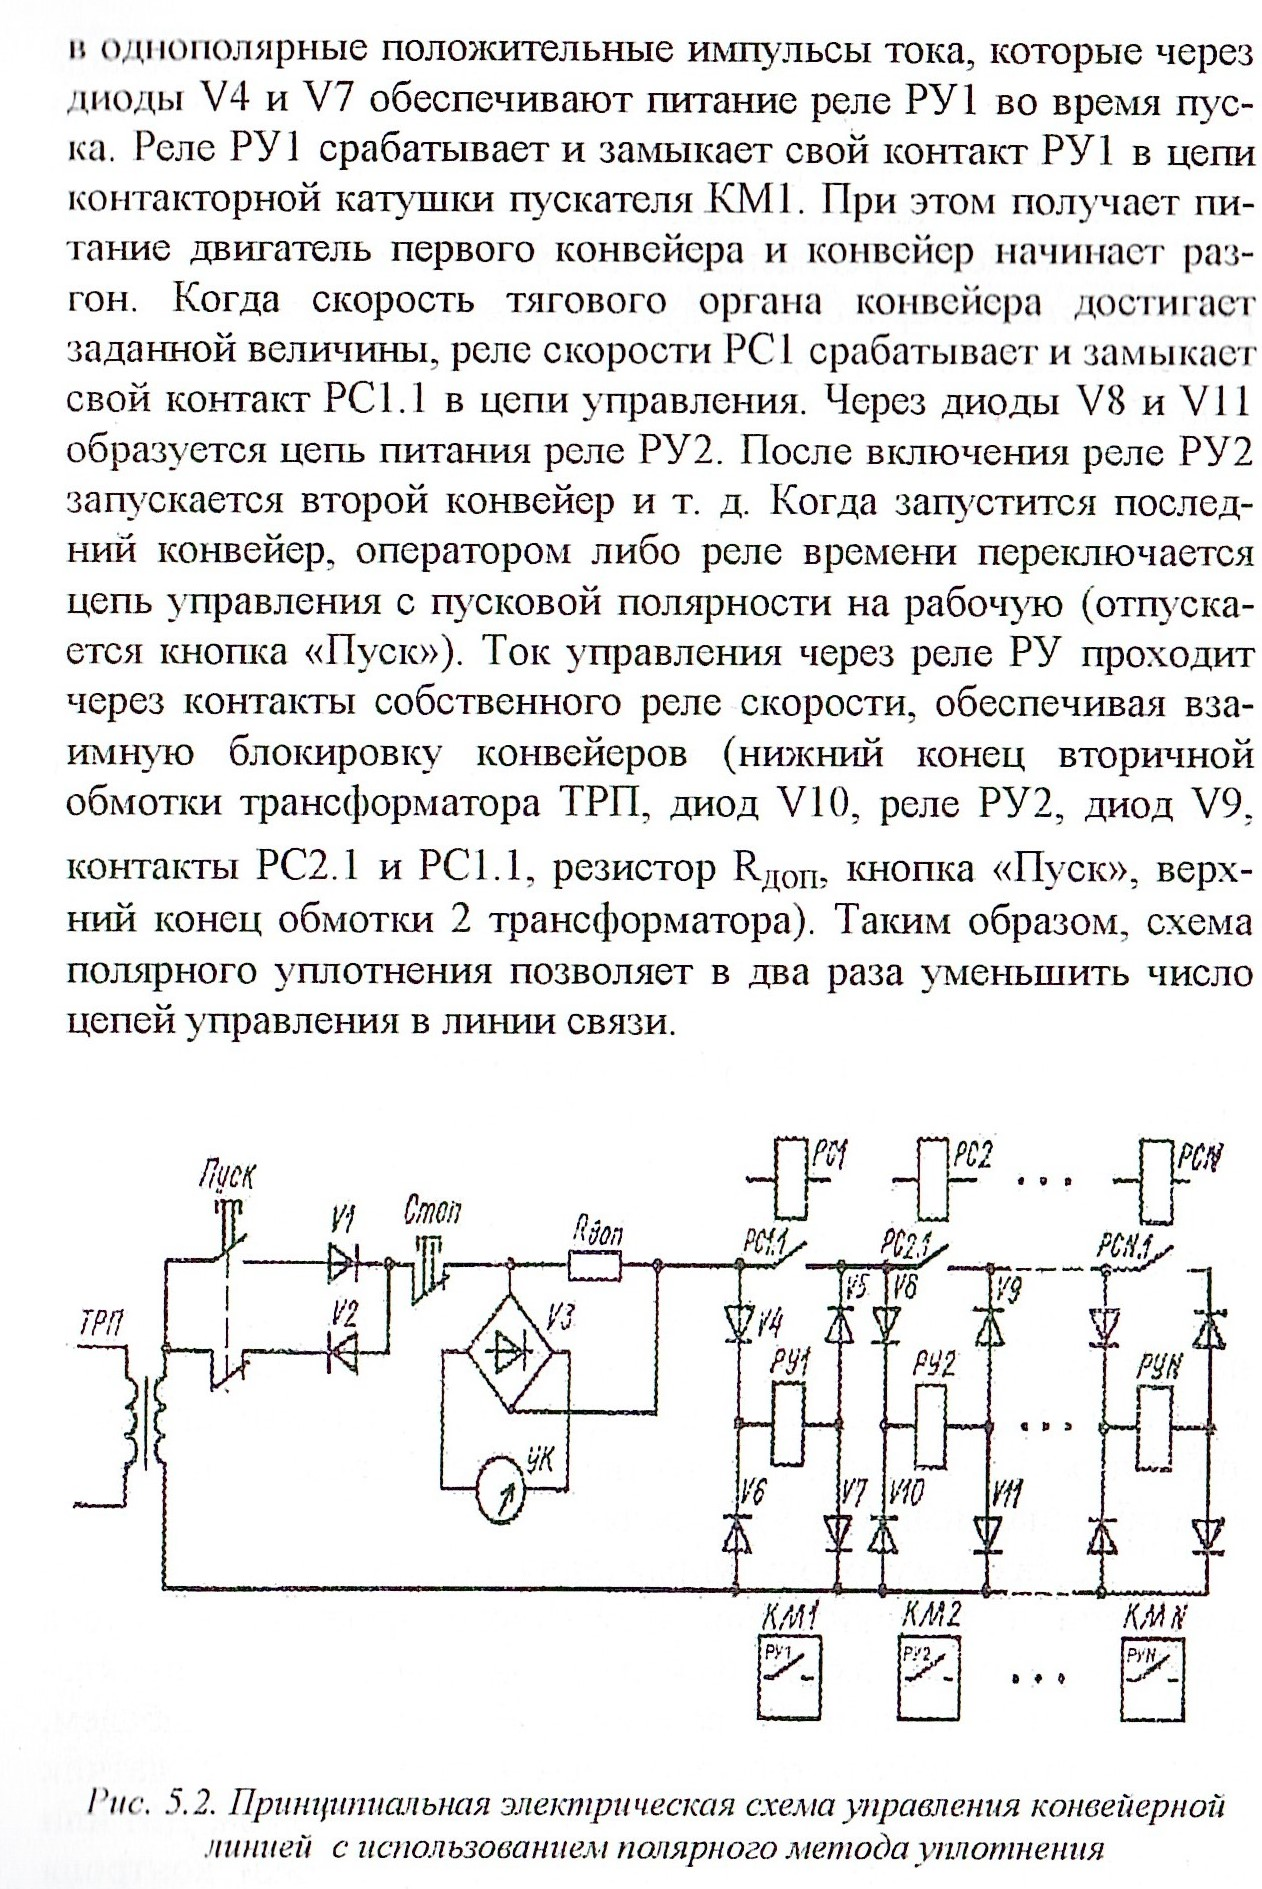 в однополярные положительные импульсы тока, которые через
диоды V4 и V7 обеспечивают питание реле РУ1 во время пус-
ка. Реле РУ1 срабатывает и замыкает свой контакт РУ1 в цепи
контакторной катушки пускателя КМ1. При этом получает пи-
тание двигатель первого конвейера и конвейер начинает раз-
гон. Когда скорость тягового органа конвейера достигает
заданной величины, реле скорости РС1 срабатывает и замыкает
свой контакт РС1.1 в цепи управления. Через диоды V8 и V11
образуется цепь питания реле РУ2. После включения реле РУ2
запускается второй конвейер и т. д. Когда запустится послед-
ний конвейер, оператором либо реле времени переключается
цепь управления с пусковой полярности на рабочую (отпуска-
ется кнопка «Пуск»). Ток управления через реле РУ проходит
через контакты собственного реле скорости, обеспечивая вза-
имную блокировку конвейеров (нижний конец вторичной
обмотки трансформатора ТРП, диод V10, реле РУ2, диод V9,
контакты РС2.1 и РС1.1, резистор Rдоп, кнопка «Пуск», верх-
ний конец обмотки 2 трансформатора). Таким образом, схема
полярного уплотнения позволяет в два раза уменьшить число
цепей управления в линии связи.
РС1 РС2 ... РСN
Пуск V1 Стоп Rдоп РС1.1 РС2.1 РСN.1
ТРП V2 V3 V4 V5 V8 V9
РУ1 РУ2 РУN
УК V6 V7 V10 V11
КМ1 КМ2 КМN
РУ1 РУ2 ... РУN
Рис. 5.2. Принципиальная электрическая схема управления конвейерной
линией с использованием полярного метода уплотнения